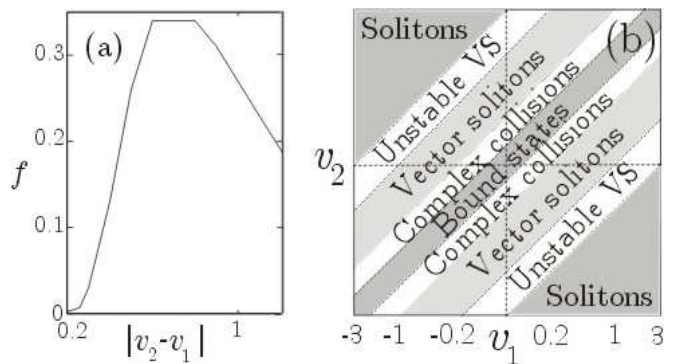 0.3
(a)
0.2
f
0.1
0
0.2
|v2-v1|
1
Solitons
(b)
Unstable VS
Vector solitons
Complex collisions
Bound states
Complex collisions
Vector solitons
Unstable VS
Solitons
v2
-3 -1 -0.2 v1 0.2 1 3